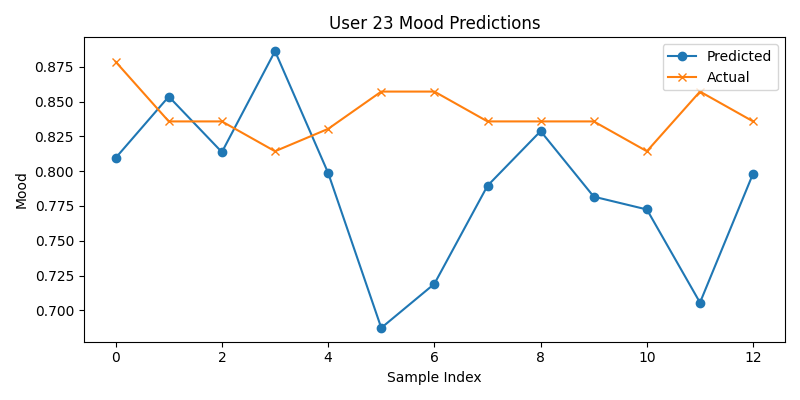 User 23 Mood Predictions
Predicted
Actual
0.875
0.850
0.825
0.800
0.775
0.750
0.725
0.700
Mood
0 2 4 6 8 10 12
Sample Index